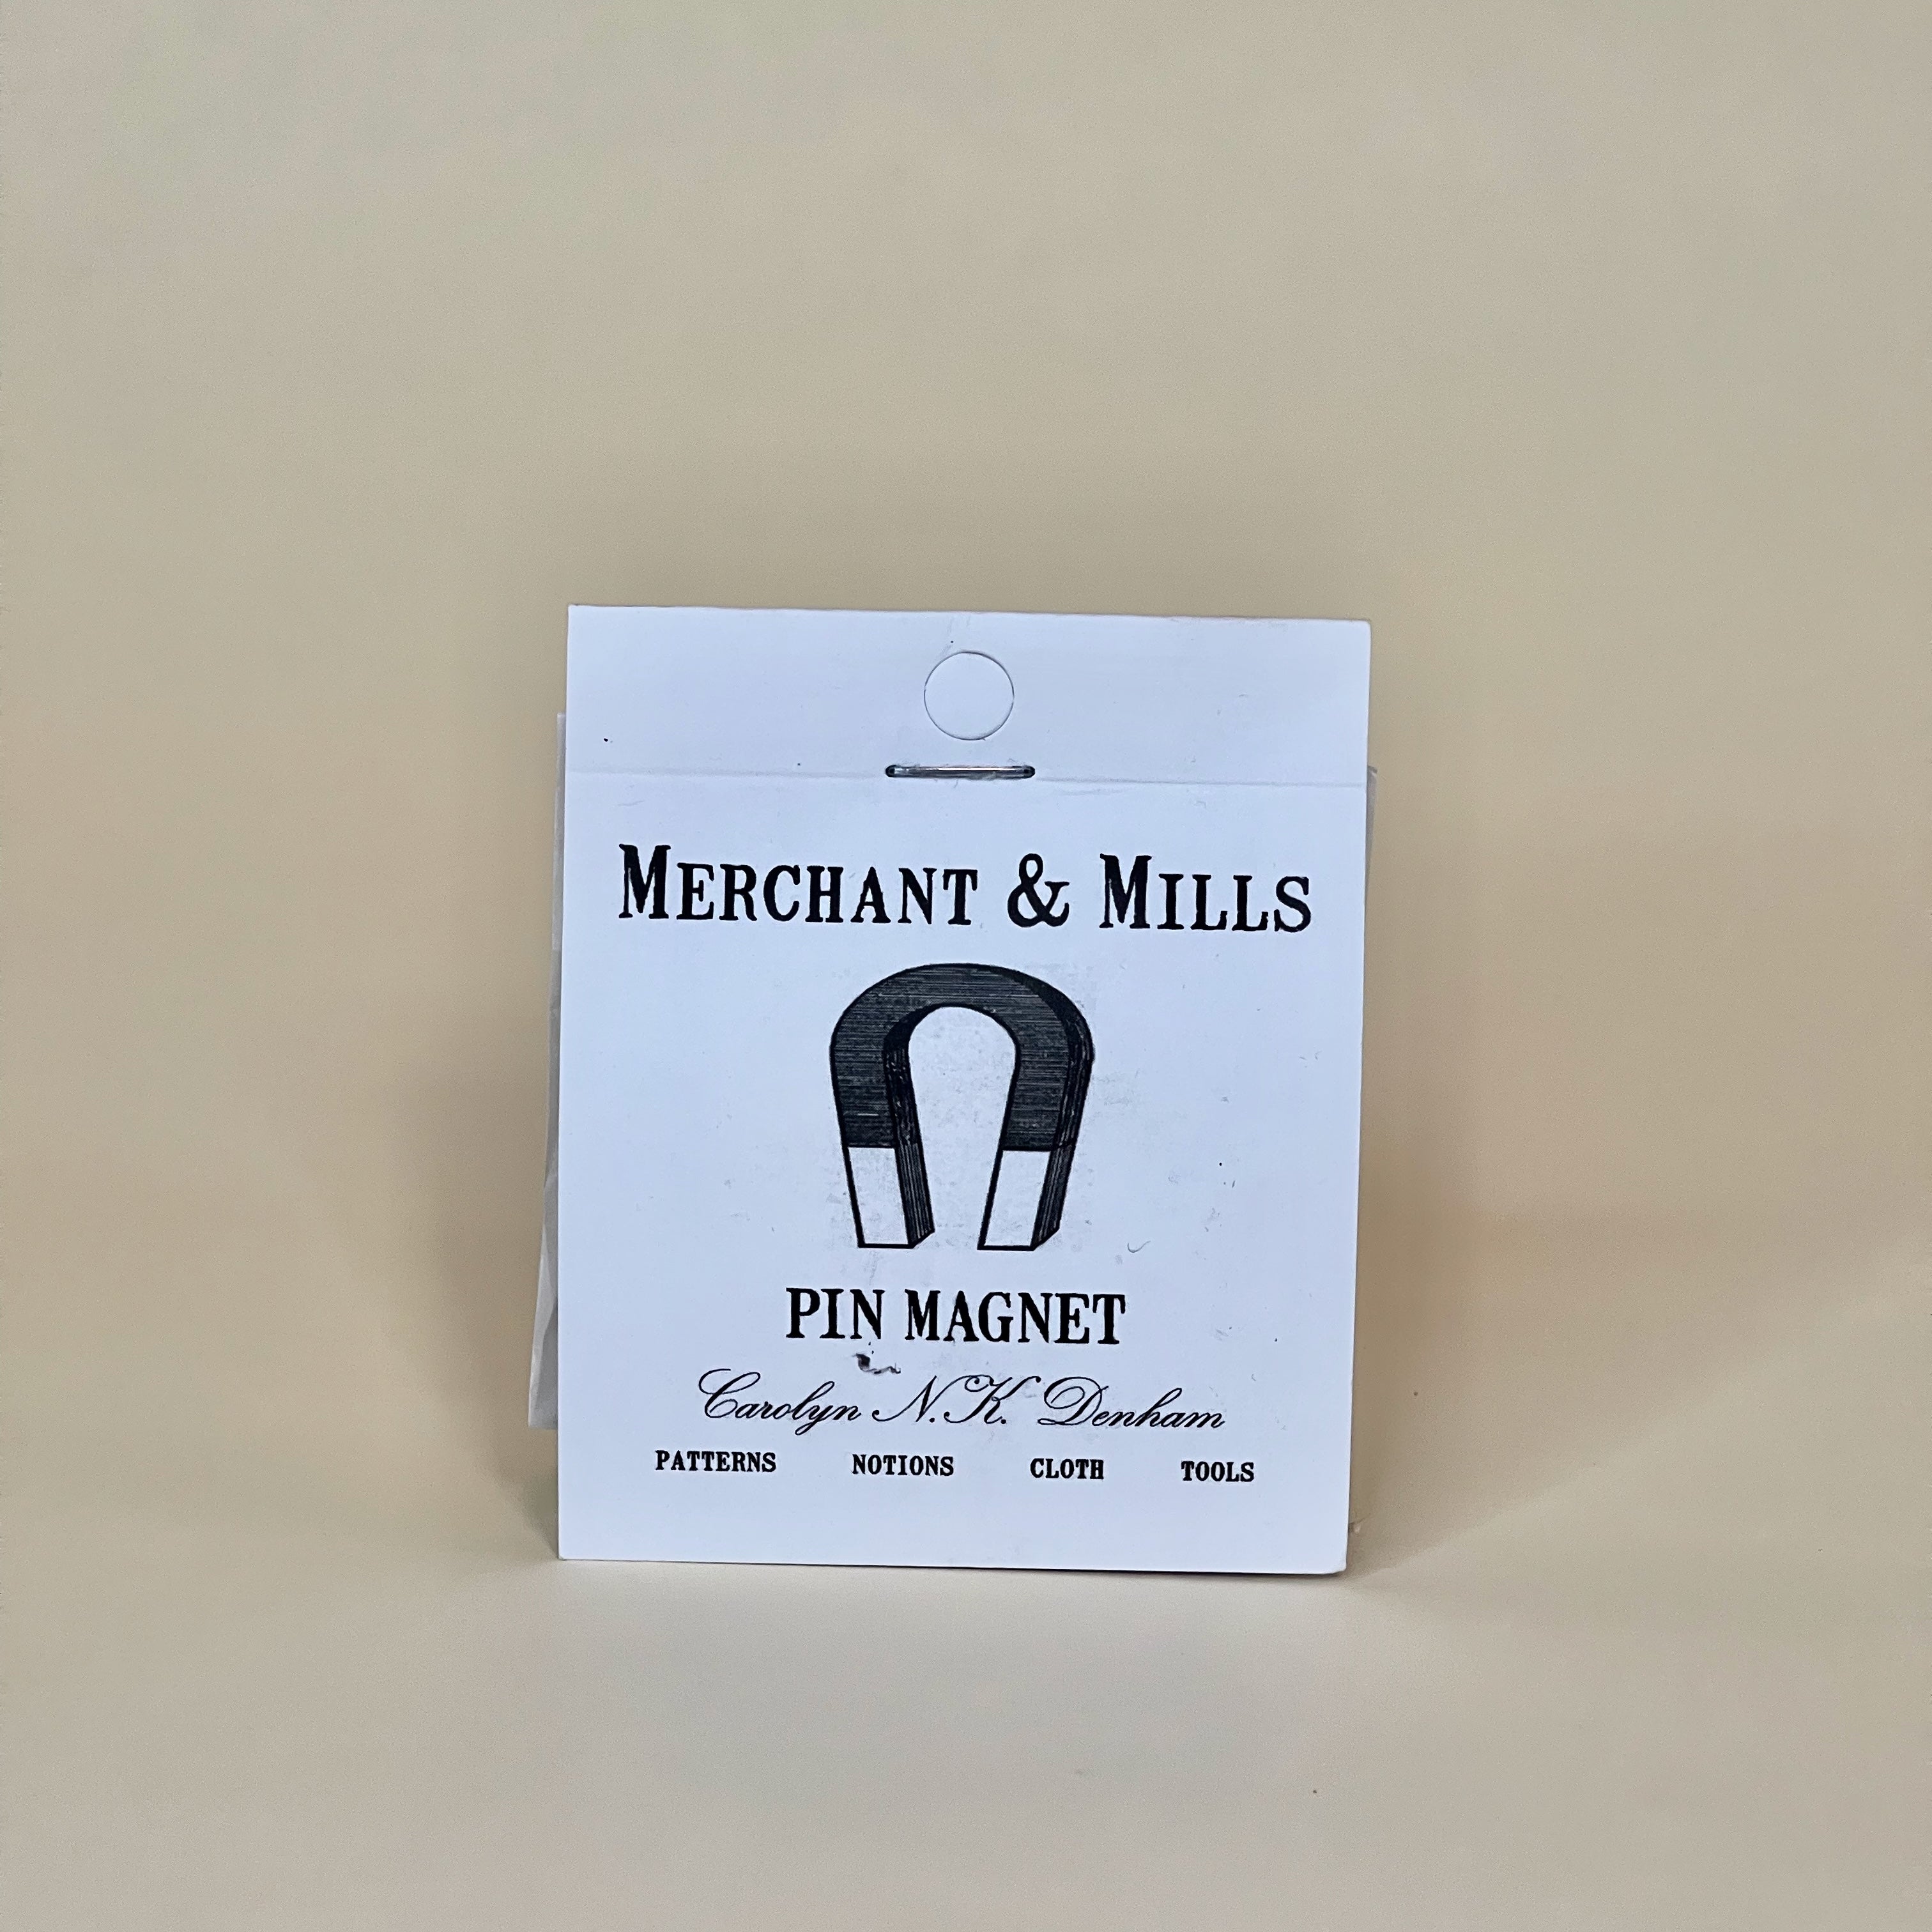 MERCHANT & MILLS
PIN MAGNET
Carolyn N.K. Denham
PATTERNS NOTIONS CLOTH TOOLS